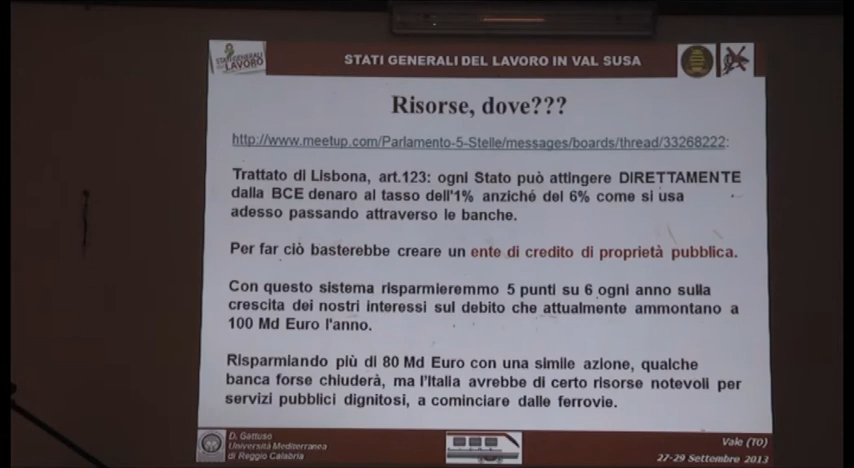 STATI GENERALI
LAVORO
STATI GENERALI DEL LAVORO IN VAL SUSA
Risorse, dove???
http://www.meetup.com/Parlamento-5-Stelle/messages/boards/thread/33268222:
Trattato di Lisbona, art.123: ogni Stato può attingere DIRETTAMENTE
dalla BCE denaro al tasso dell'1% anziché del 6% come si usa
adesso passando attraverso le banche.
Per far ciò basterebbe creare un ente di credito di proprietà pubblica.
Con questo sistema risparmieremmo 5 punti su 6 ogni anno sulla
crescita dei nostri interessi sul debito che attualmente ammontano a
100 Md Euro l'anno.
Risparmiando più di 80 Md Euro con una simile azione, qualche
banca forse chiuderà, ma l'Italia avrebbe di certo risorse notevoli per
servizi pubblici dignitosi, a cominciare dalle ferrovie.
D. Gattuso
Università Mediterranea
di Reggio Calabria
Vaie (TO)
27-29 Settembre 2013